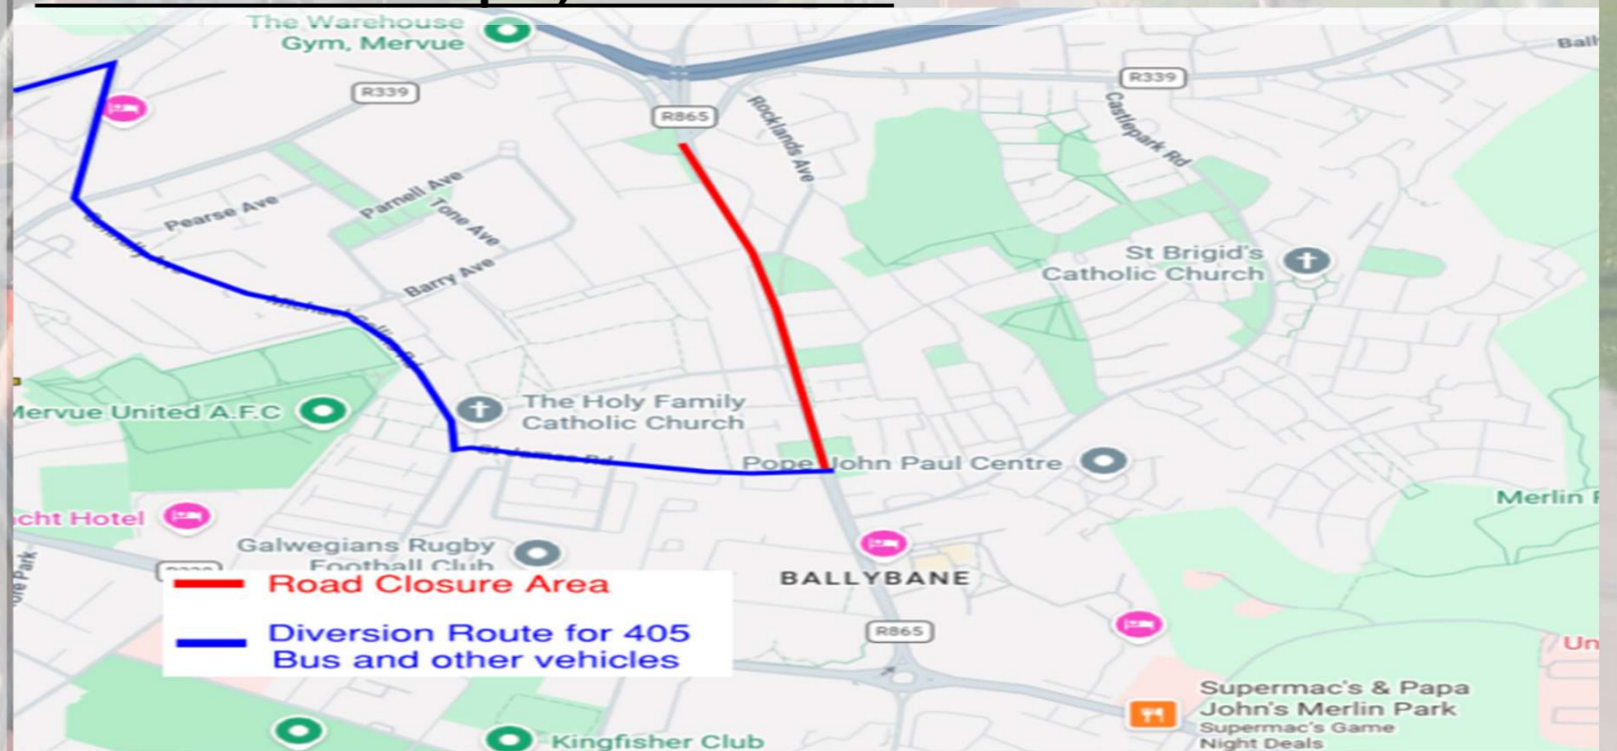 The Warehouse
Gym, Mervue
R339
R865
Rocklands Ave
R339
Castlepark Rd
Pearse Ave
Parnell Ave
Tone Ave
Barry Ave
St Brigid's
Catholic Church
Mervue United A.F.C
The Holy Family
Catholic Church
St James Rd
Pope John Paul Centre
Merlin
Hotel
Galwegians Rugby
Football Club
BALLYBANE
Road Closure Area
Diversion Route for 405
Bus and other vehicles
R865
Supermac's & Papa
John's Merlin Park
Supermac's Game
Night Deals
Kingfisher Club